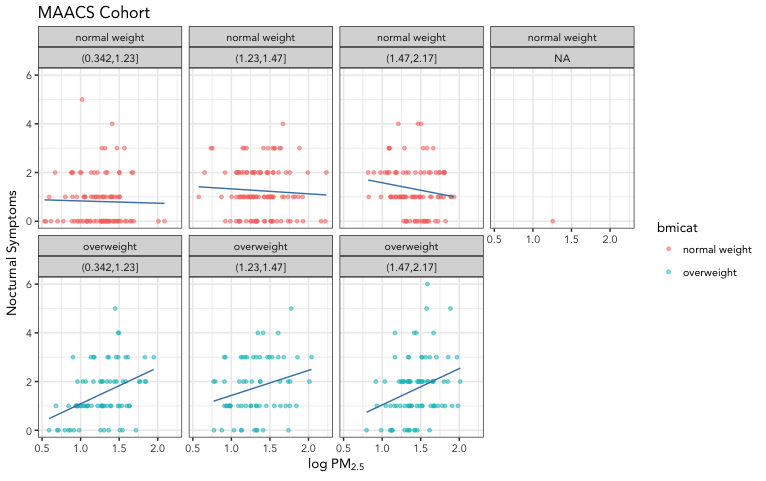 MAACS Cohort
normal weight normal weight normal weight normal weight
(0.342,1.23] (1.23,1.47] (1.47,2.17] NA
6
4
2
0
0.5 1.0 1.5 2.0
overweight overweight overweight
(0.342,1.23] (1.23,1.47] (1.47,2.17]
6
4
2
0
0.5 1.0 1.5 2.0 0.5 1.0 1.5 2.0 0.5 1.0 1.5 2.0
log PM2.5
Nocturnal Symptoms
bmicat
normal weight
overweight